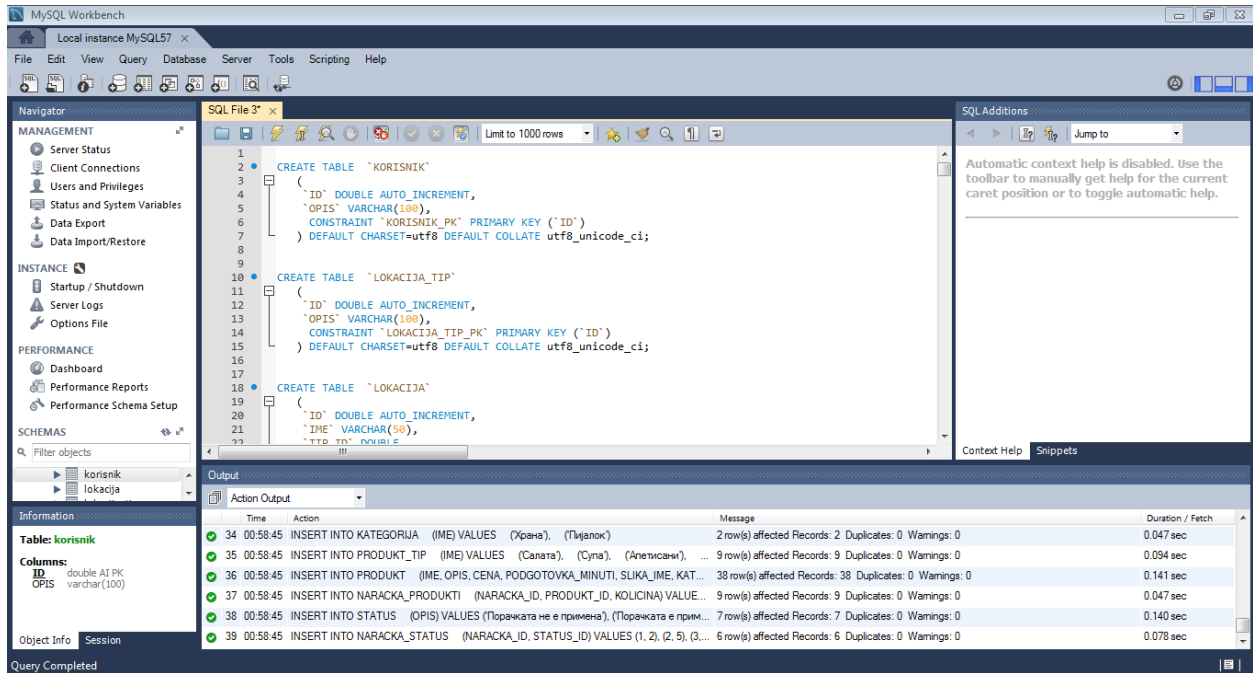 MySQL Workbench
Local instance MySQL57 ×
File Edit View Query Database Server Tools Scripting Help
Navigator
MANAGEMENT
Server Status
Client Connections
Users and Privileges
Status and System Variables
Data Export
Data Import/Restore
INSTANCE
Startup / Shutdown
Server Logs
Options File
PERFORMANCE
Dashboard
Performance Reports
Performance Schema Setup
SCHEMAS
Filter objects
korisnik
lokacija
Information
Table: korisnik
Columns:
ID double AI PK
OPIS varchar(100)
Object Info Session
Query Completed
SQL File 3* ×
Limit to 1000 rows
1
2 CREATE TABLE `KORISNIK`
3 (
4 `ID` DOUBLE AUTO_INCREMENT,
5 `OPIS` VARCHAR(100),
6 CONSTRAINT `KORISNIK_PK` PRIMARY KEY (`ID`)
7 ) DEFAULT CHARSET=utf8 DEFAULT COLLATE utf8_unicode_ci;
8
9
10 CREATE TABLE `LOKACIJA_TIP`
11 (
12 `ID` DOUBLE AUTO_INCREMENT,
13 `OPIS` VARCHAR(100),
14 CONSTRAINT `LOKACIJA_TIP_PK` PRIMARY KEY (`ID`)
15 ) DEFAULT CHARSET=utf8 DEFAULT COLLATE utf8_unicode_ci;
16
17
18 CREATE TABLE `LOKACIJA`
19 (
20 `ID` DOUBLE AUTO_INCREMENT,
21 `IME` VARCHAR(50),
22 `TIP_ID` DOUBLE
SQL Additions
Jump to
Automatic context help is disabled. Use the
toolbar to manually get help for the current
caret position or to toggle automatic help.
Context Help Snippets
Output
Action Output
Time Action Message Duration / Fetch
34 00:58:45 INSERT INTO KATEGORIJA (IME) VALUES ('Храна'), ('Пијалок') 2 row(s) affected Records: 2 Duplicates: 0 Warnings: 0 0.047 sec
35 00:58:45 INSERT INTO PRODUKT_TIP (IME) VALUES ('Салата'), ('Супа'), ('Апетисани'), ... 9 row(s) affected Records: 9 Duplicates: 0 Warnings: 0 0.094 sec
36 00:58:45 INSERT INTO PRODUKT (IME, OPIS, CENA, PODGOTOVKA_MINUTI, SLIKA_IME, KAT... 38 row(s) affected Records: 38 Duplicates: 0 Warnings: 0 0.141 sec
37 00:58:45 INSERT INTO NARACKA_PRODUKTI (NARACKA_ID, PRODUKT_ID, KOLICINA) VALUE... 9 row(s) affected Records: 9 Duplicates: 0 Warnings: 0 0.047 sec
38 00:58:45 INSERT INTO STATUS (OPIS) VALUES ('Порачката не е примена'), ('Порачката е прим... 7 row(s) affected Records: 7 Duplicates: 0 Warnings: 0 0.140 sec
39 00:58:45 INSERT INTO NARACKA_STATUS (NARACKA_ID, STATUS_ID) VALUES (1, 2), (2, 5), (3,... 6 row(s) affected Records: 6 Duplicates: 0 Warnings: 0 0.078 sec